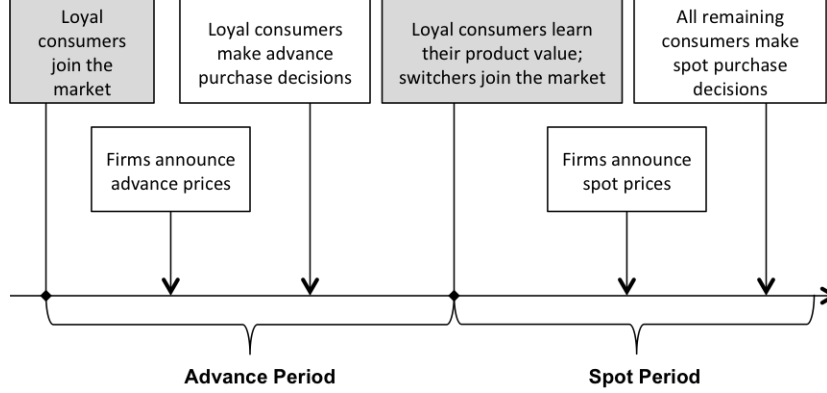 Loyal
consumers
join the
market
Loyal consumers
make advance
purchase decisions
Loyal consumers learn
their product value;
switchers join the market
All remaining
consumers make
spot purchase
decisions
Firms announce
advance prices
Firms announce
spot prices
Advance Period
Spot Period